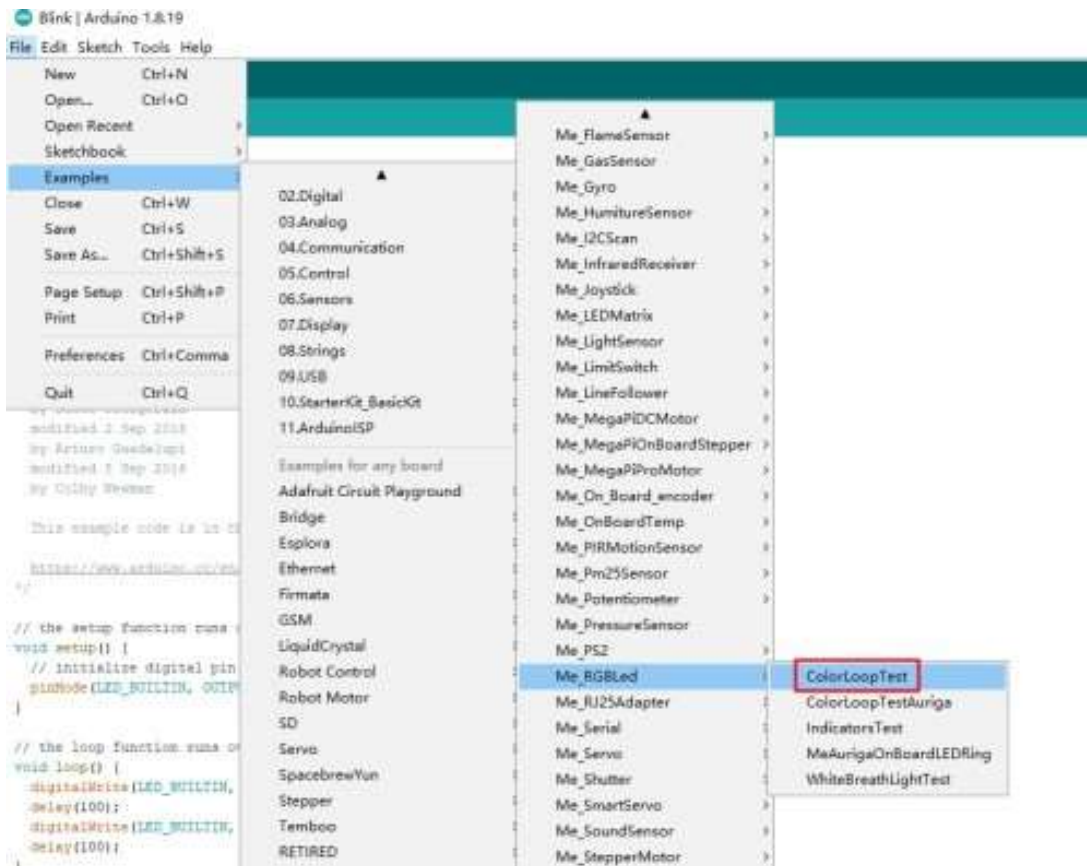 Blink | Arduino 1.8.19
File Edit Sketch Tools Help
New Ctrl+N
Open... Ctrl+O
Open Recent
Sketchbook
Examples
Close Ctrl+W
Save Ctrl+S
Save As... Ctrl+Shift+S
Page Setup Ctrl+Shift+P
Print Ctrl+P
Preferences Ctrl+Comma
Quit Ctrl+Q
02.Digital
03.Analog
04.Communication
05.Control
06.Sensors
07.Display
08.Strings
09.USB
10.StarterKit_BasicKit
11.ArduinoISP
Examples for any board
Adafruit Circuit Playground
Bridge
Esplora
Ethernet
Firmata
GSM
LiquidCrystal
Robot Control
Robot Motor
SD
Servo
SpacebrewYun
Stepper
Temboo
RETIRED
Me_FlameSensor
Me_GasSensor
Me_Gyro
Me_HumitureSensor
Me_I2CScan
Me_InfraredReceiver
Me_Joystick
Me_LEDMatrix
Me_LightSensor
Me_LimitSwitch
Me_LineFollower
Me_MegaPiDCMotor
Me_MegaPiOnBoardStepper
Me_MegaPiProMotor
Me_On_Board_encoder
Me_OnBoardTemp
Me_PIRMotionSensor
Me_Pm25Sensor
Me_Potentiometer
Me_PressureSensor
Me_PS2
Me_RGBLed
Me_RJ25Adapter
Me_Serial
Me_Servo
Me_Shutter
Me_SmartServo
Me_SoundSensor
Me_StepperMotor
ColorLoopTest
ColorLoopTestAuriga
IndicatorsTest
MeAurigaOnBoardLEDRing
WhiteBreathLightTest
modified 2 Sep 2016
by Arturo Guadalupi
modified 8 Sep 2016
by Colby Newman
This example code is in
*/
// the setup function runs
void setup() {
// initialize digital pin
pinMode(LED_BUILTIN,
}
// the loop function runs
void loop() {
digitalWrite(LED_BUILTIN,
delay(100);
digitalWrite(LED_BUILTIN,
delay(100);